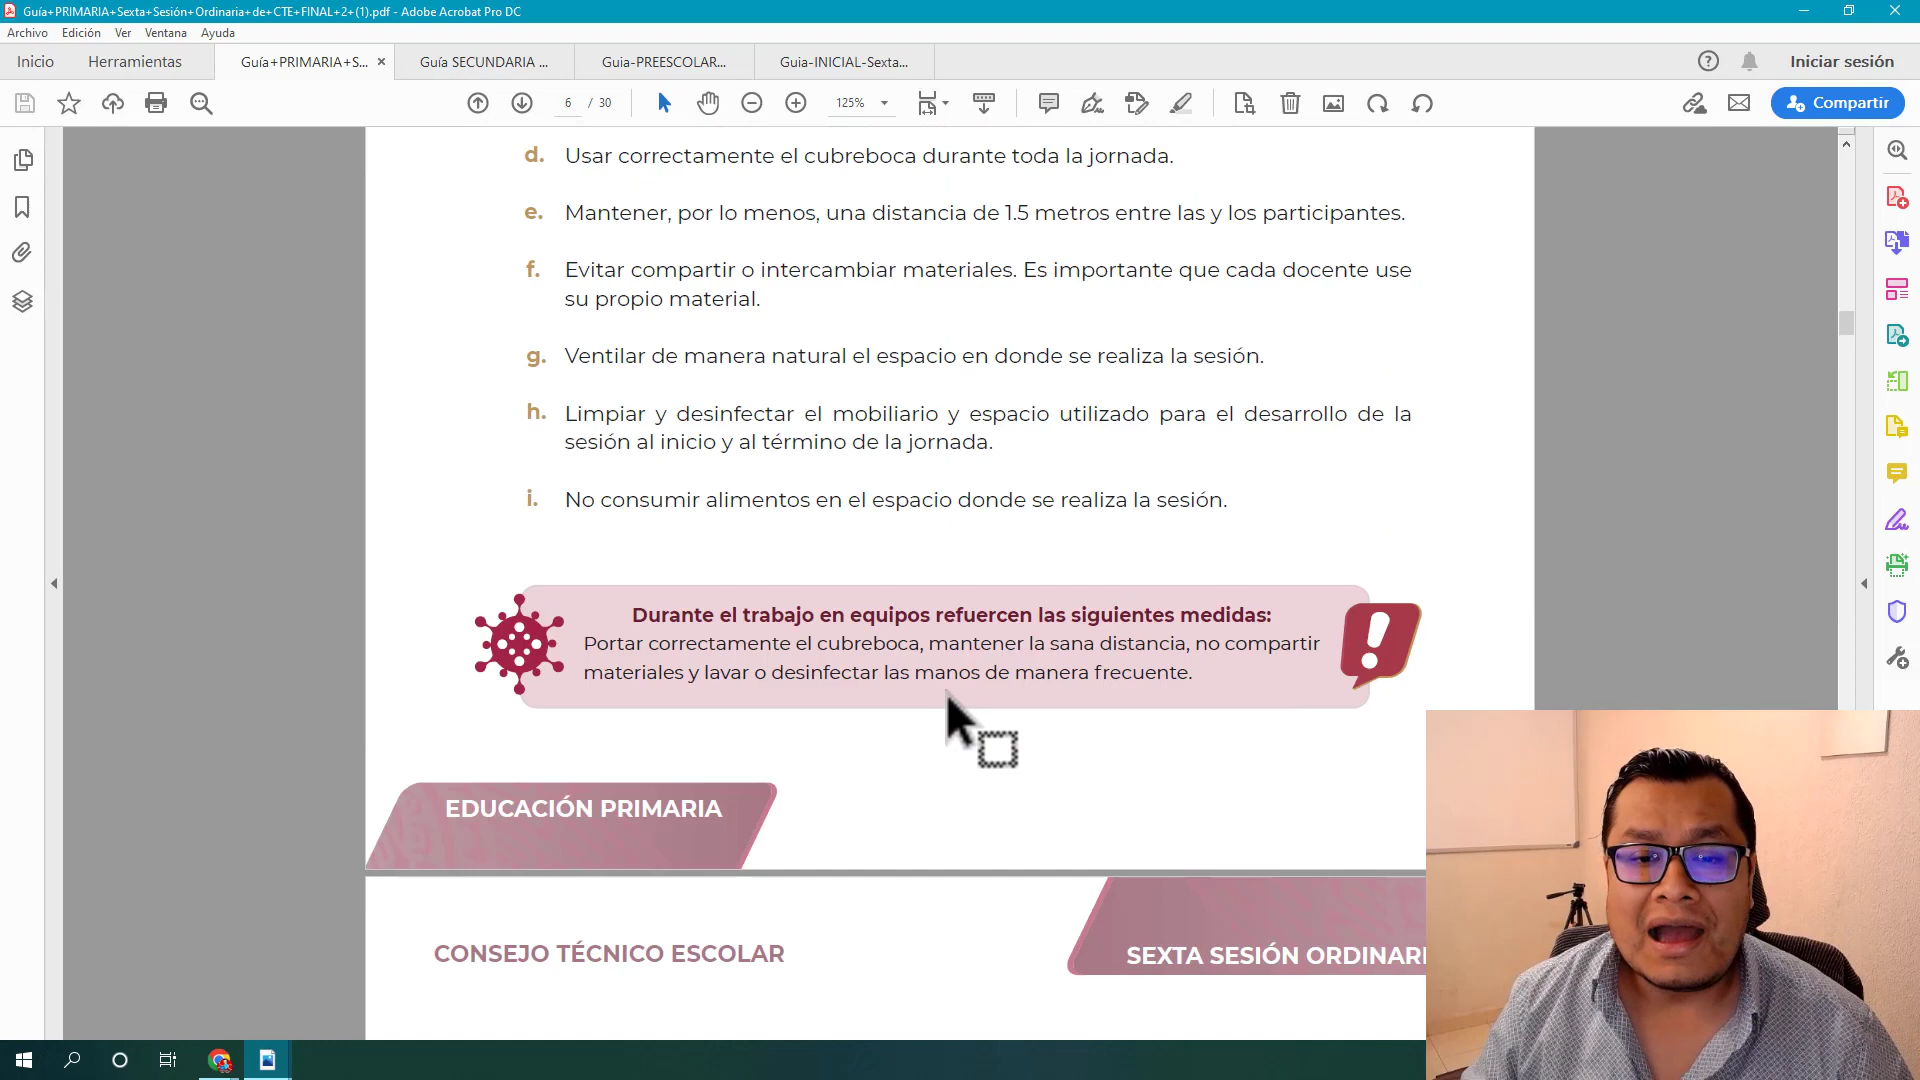 Guía+PRIMARIA+Sexta+Sesión+Ordinaria+de+CTE+FINAL+2+(1).pdf - Adobe Acrobat Pro DC
Archivo Edición Ver Ventana Ayuda
Inicio Herramientas Guía+PRIMARIA+S... × Guía SECUNDARIA ... Guia-PREESCOLAR... Guia-INICIAL-Sexta... Iniciar sesión
6 / 30 125% Compartir
d. Usar correctamente el cubreboca durante toda la jornada.
e. Mantener, por lo menos, una distancia de 1.5 metros entre las y los participantes.
f. Evitar compartir o intercambiar materiales. Es importante que cada docente use
su propio material.
g. Ventilar de manera natural el espacio en donde se realiza la sesión.
h. Limpiar y desinfectar el mobiliario y espacio utilizado para el desarrollo de la
sesión al inicio y al término de la jornada.
i. No consumir alimentos en el espacio donde se realiza la sesión.
Durante el trabajo en equipos refuercen las siguientes medidas:
Portar correctamente el cubreboca, mantener la sana distancia, no compartir
materiales y lavar o desinfectar las manos de manera frecuente.
EDUCACIÓN PRIMARIA
CONSEJO TÉCNICO ESCOLAR
SEXTA SESIÓN ORDINARI